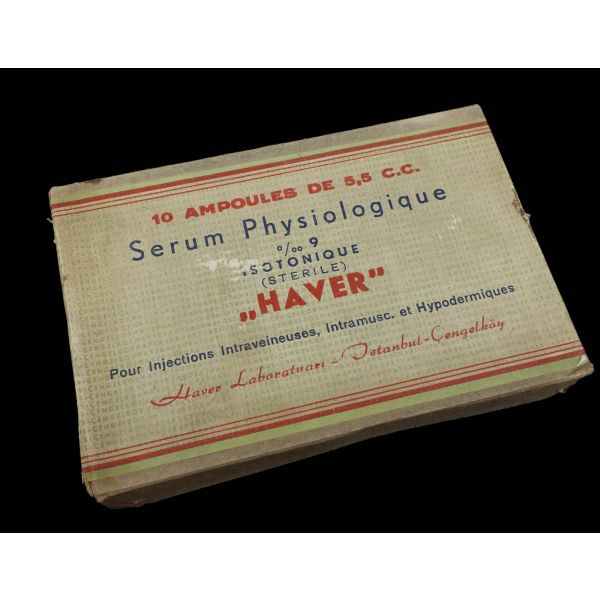 10 AMPOULES DE 5,5 C.C.
Serum Physiologique
o/oo 9
ISOTONIQUE
(STERILE)
„HAVER”
Pour Injections Intraveineuses, Intramusc. et Hypodermiques
Haver Laboratuarı - Istanbul - Çengelköy